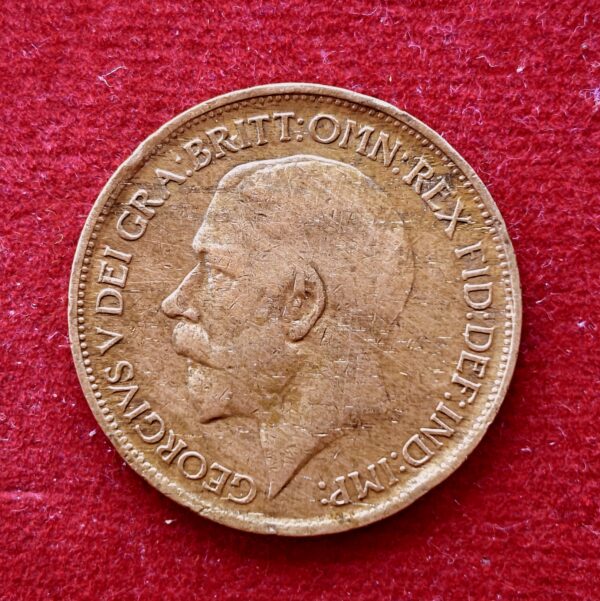 GEORGIVS V DEI GRA: BRITT: OMN: REX FID: DEF: IND: IMP: